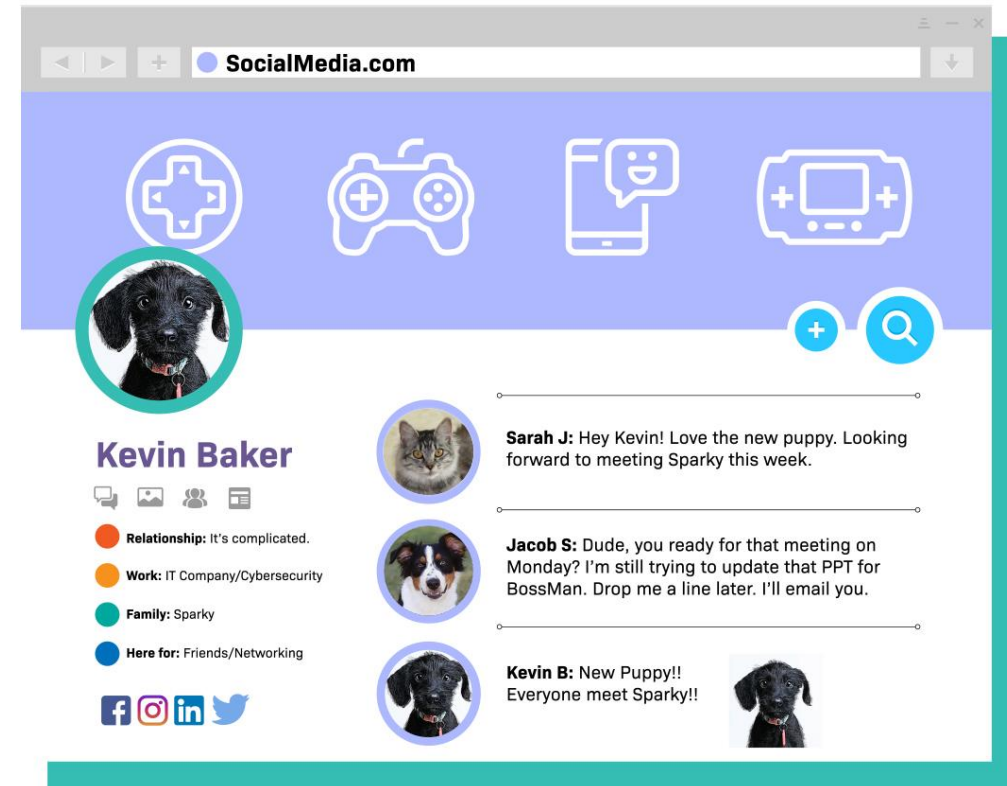 SocialMedia.com
Kevin Baker
Relationship: It's complicated.
Work: IT Company/Cybersecurity
Family: Sparky
Here for: Friends/Networking
Sarah J: Hey Kevin! Love the new puppy. Looking
forward to meeting Sparky this week.
Jacob S: Dude, you ready for that meeting on
Monday? I'm still trying to update that PPT for
BossMan. Drop me a line later. I'll email you.
Kevin B: New Puppy!!
Everyone meet Sparky!!